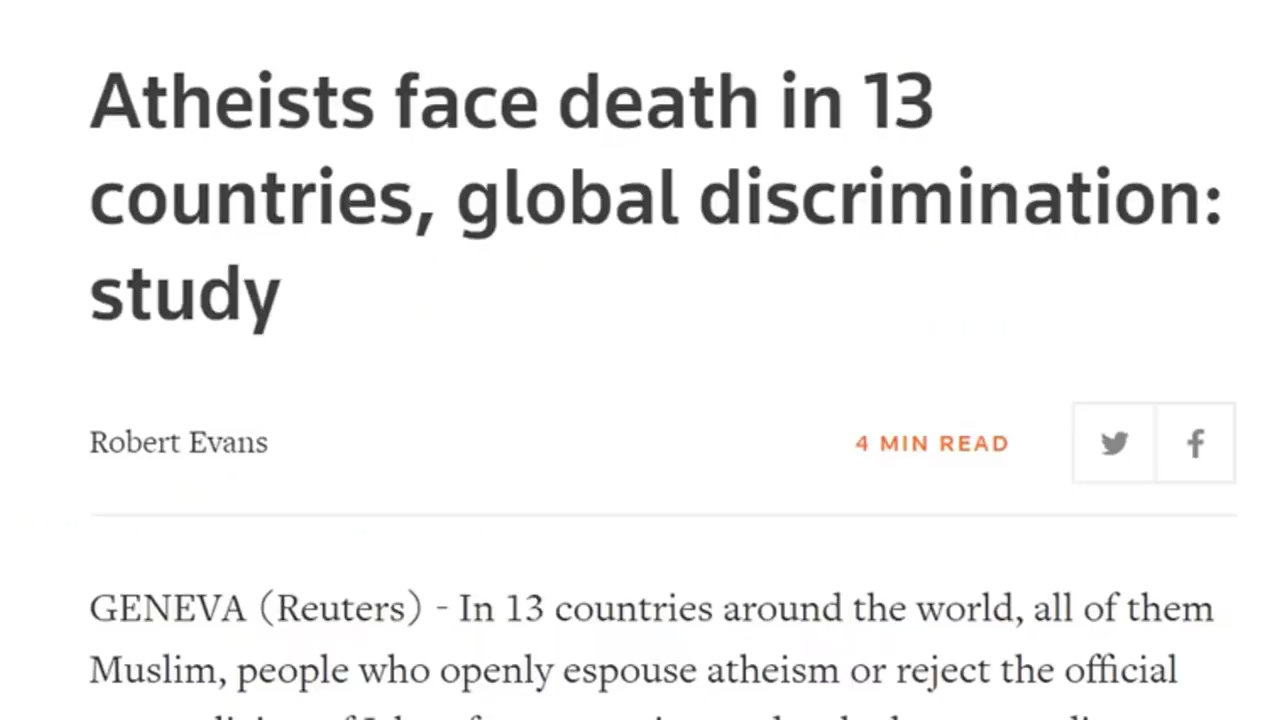 Atheists face death in 13
countries, global discrimination:
study
Robert Evans
4 MIN READ
GENEVA (Reuters) - In 13 countries around the world, all of them
Muslim, people who openly espouse atheism or reject the official